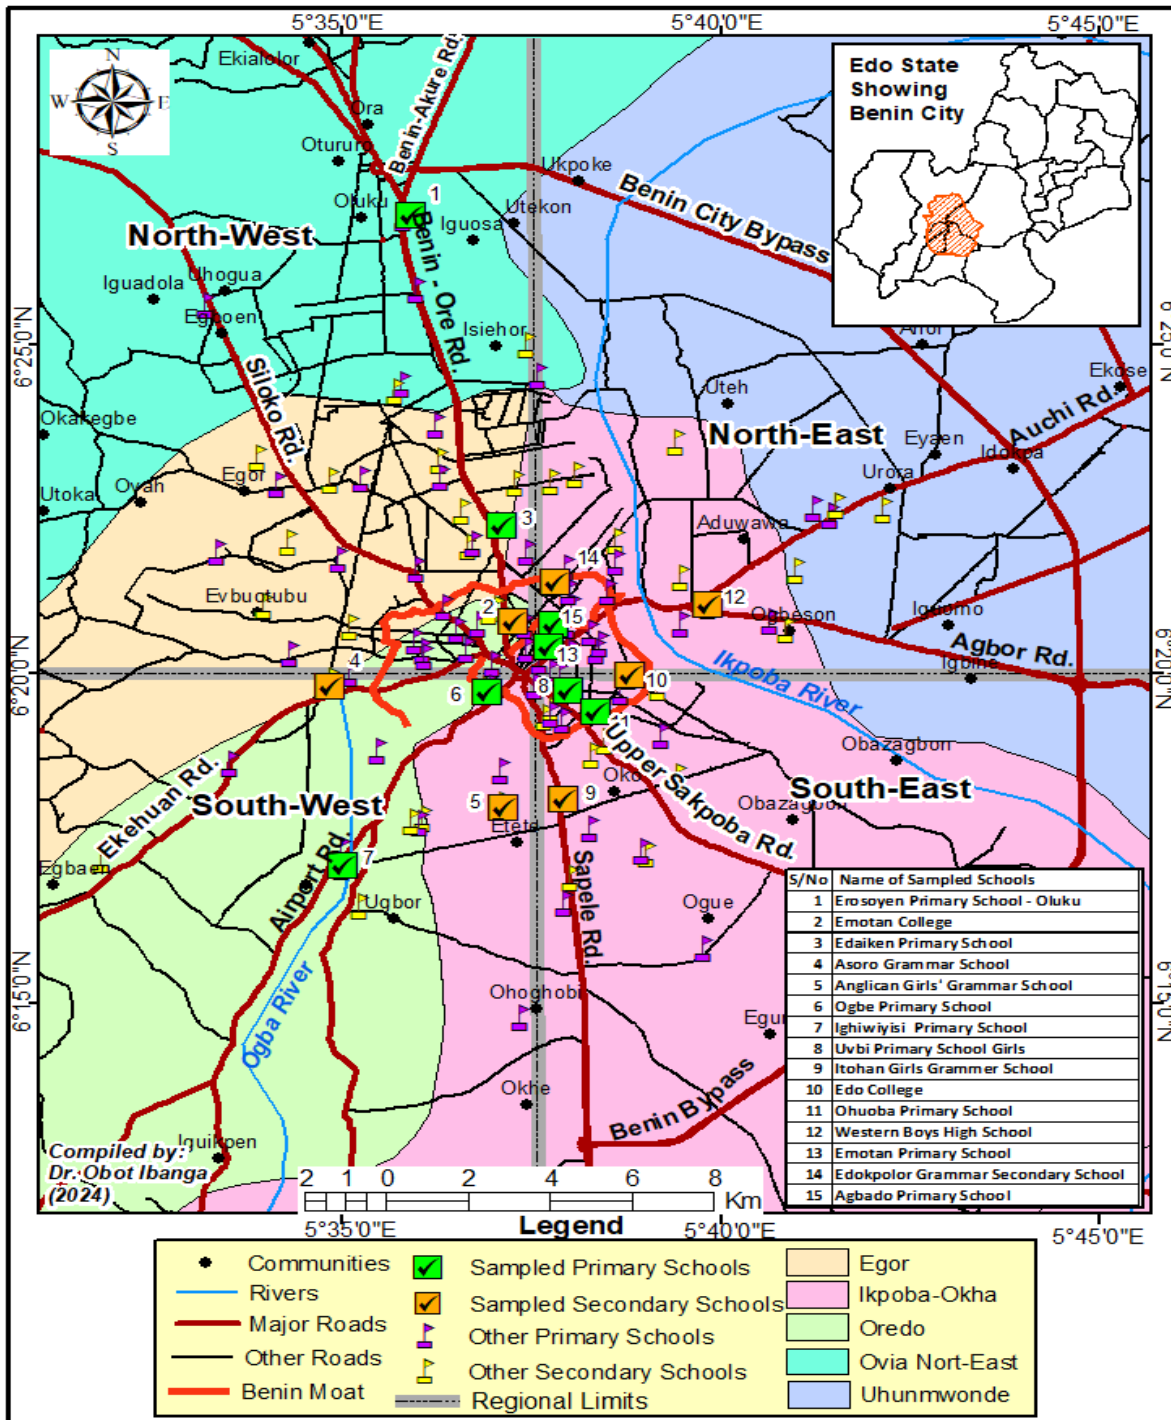 5°35'0"E
5°40'0"E
5°45'0"E
N
W
E
S
Edo State
Showing
Benin City
Ekialolor
Ora
Benin-Akure Rd.
Otururo
Ukpoke
Benin City Bypass
Oluku
1
Iguosa
Utekon
North-West
Benin - Ore Rd.
Uhogua
Iguadola
Egboen
Isiehor
6°25'0"N
Siloko Rd.
Uteh
Ekose
Okakegbe
North-East
Auchi Rd.
Eyaen
Idokpa
Egor
Urora
Utoka
Ovah
3
Aduwawa
14
Evbuotubu
2
15
12
Ogbeson
Iguomo
13
Agbor Rd.
Igbine
6°20'0"N
6°20'0"N
4
6
8
10
Ikpoba River
11
Upper Sakpoba Rd.
Obazagbon
Ekehuan Rd.
South-West
South-East
5
9
Oko
Obazagbon
Etete
Egbaen
Airport Rd.
7
Sapele Rd.
Ugbor
Ogue
Ogba River
6°15'0"N
Ohoghobi
Egur
Okhe
Benin Bypass
Iguikpen
S/No Name of Sampled Schools
1 Erosoyen Primary School - Oluku
2 Emotan College
3 Edaiken Primary School
4 Asoro Grammar School
5 Anglican Girls' Grammar School
6 Ogbe Primary School
7 Ighiwiyisi Primary School
8 Uvbi Primary School Girls
9 Itohan Girls Grammer School
10 Edo College
11 Ohuoba Primary School
12 Western Boys High School
13 Emotan Primary School
14 Edokpolor Grammar Secondary School
15 Agbado Primary School
Compiled by:
Dr. Obot Ibanga
(2024)
2 1 0 2 4 6 8
Km
5°35'0"E
5°40'0"E
5°45'0"E
Legend
Communities
Rivers
Major Roads
Other Roads
Benin Moat
Sampled Primary Schools
Sampled Secondary Schools
Other Primary Schools
Other Secondary Schools
Regional Limits
Egor
Ikpoba-Okha
Oredo
Ovia Nort-East
Uhunmwonde